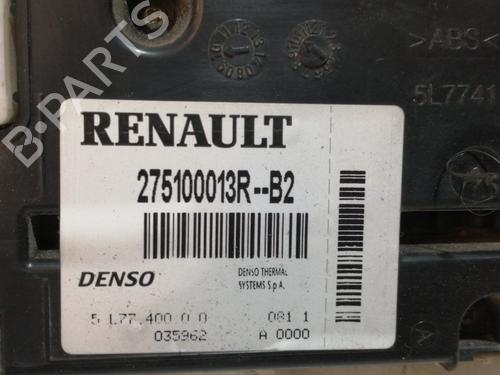 >ABS<
5L7741
RENAULT
275100013R--B2
DENSO
DENSO THERMAL
SYSTEMS S.p.A.
5 L77.400 0 0 081 1
035962 A 0000
B-PARTS